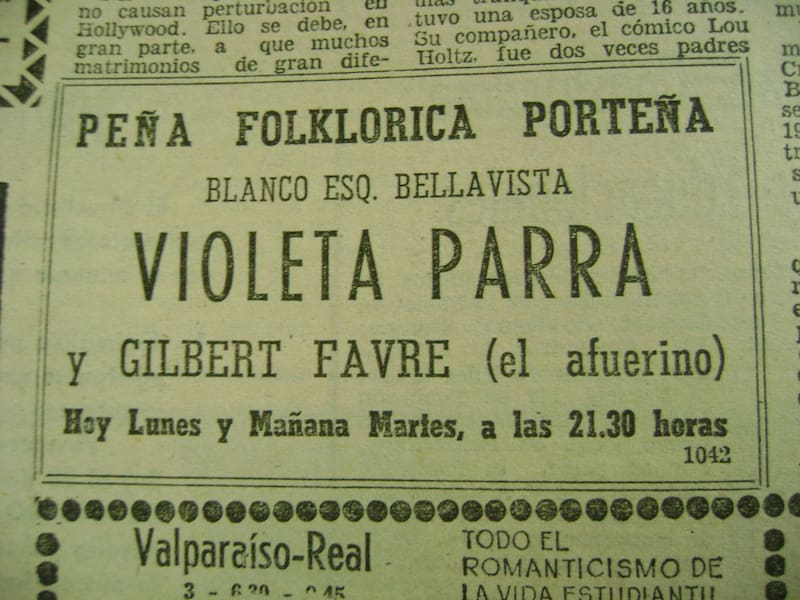 no causan perturbación en
Hollywood. Ello se debe, en
gran parte, a que muchos
matrimonios de gran dife-
tuvo una esposa de 16 años.
Su compañero, el cómico Lou
Holtz, fue dos veces padres
PEÑA FOLKLORICA PORTEÑA
BLANCO ESQ. BELLAVISTA
VIOLETA PARRA
y GILBERT FAVRE (el afuerino)
Hoy Lunes y Mañana Martes, a las 21.30 horas
1042
Valparaíso-Real
TODO EL
ROMANTICISMO DE
LA VIDA ESTUDIANTIL